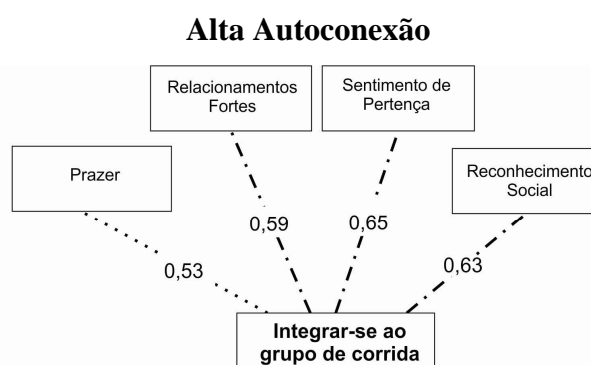 Alta Autoconexão
Relacionamentos
Fortes
Sentimento de
Pertença
Prazer
Reconhecimento
Social
0,59
0,65
0,53
0,63
Integrar-se ao
grupo de corrida